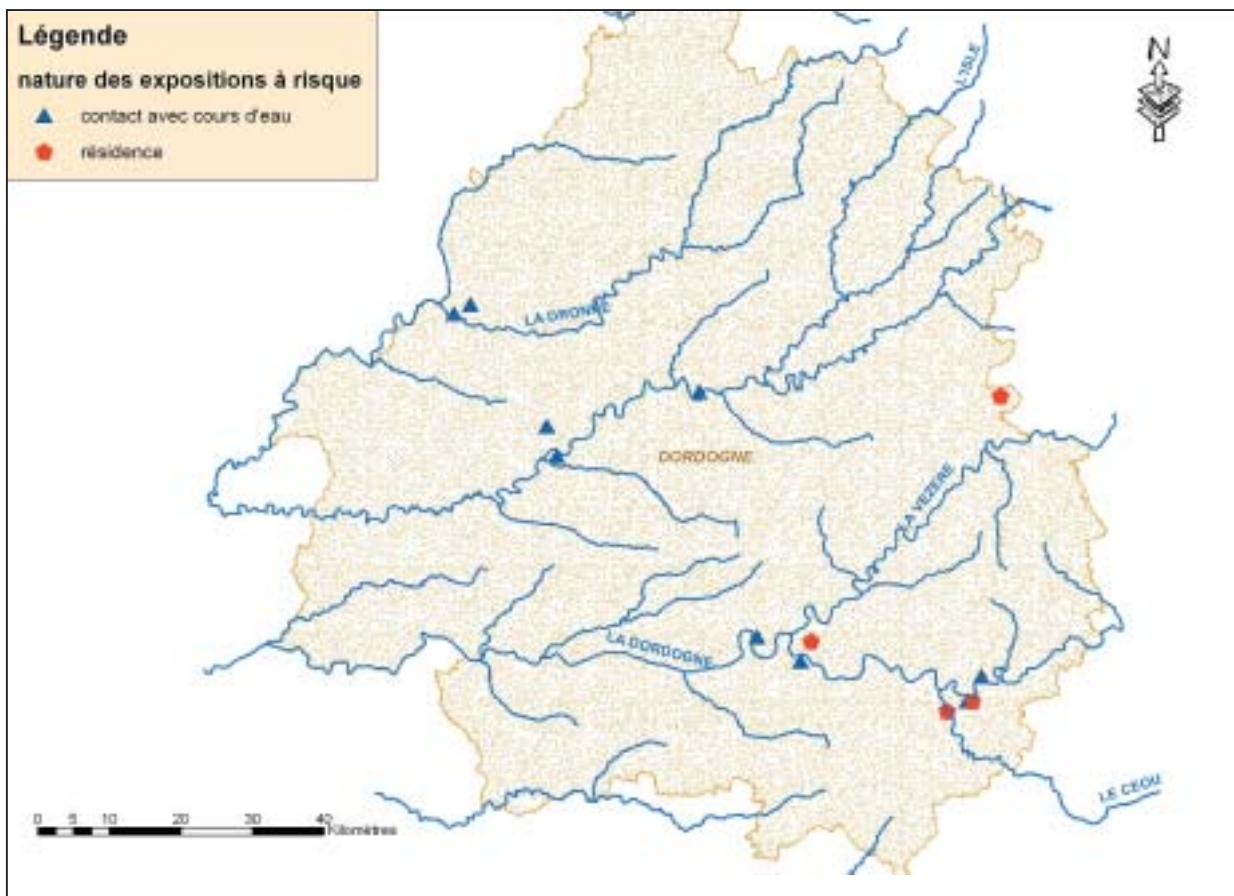 Légende
nature des expositions à risque
contact avec cours d'eau
résidence
N
L'ISLE
LA DRONNE
DORDOGNE
LA VEZERE
LA DORDOGNE
LE CEOU
0 5 10 20 30 40
Kilomètres